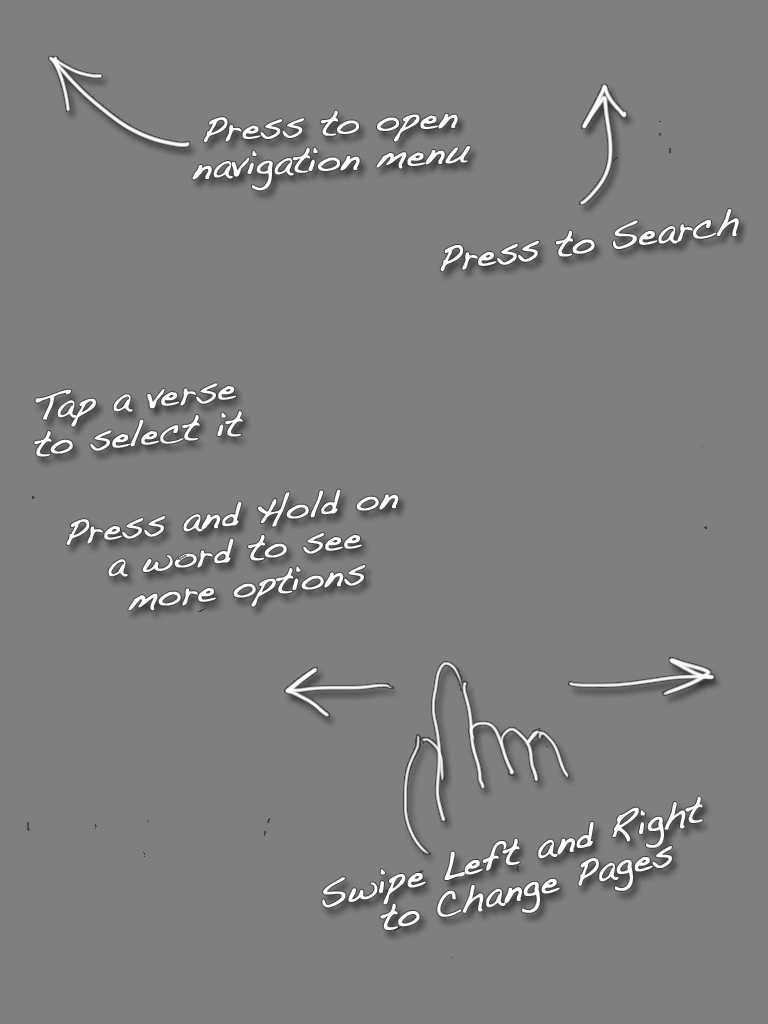 Press to open
navigation menu
Press to Search
Tap a verse
to select it
Press and Hold on
a word to see
more options
Swipe Left and Right
to Change Pages